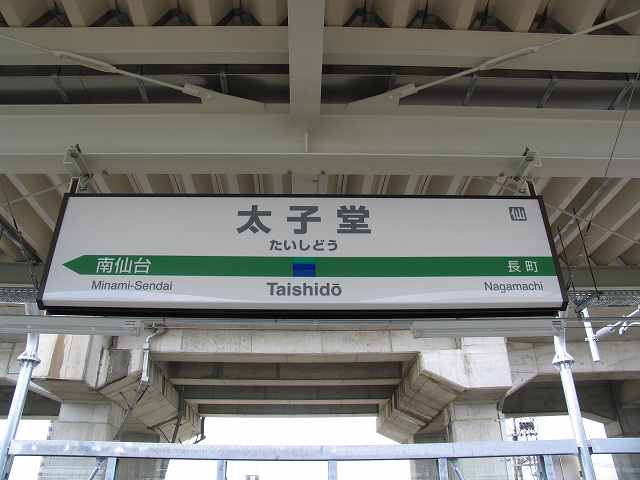 太子堂
仙
たいしどう
南仙台
長町
Minami-Sendai
Taishidō
Nagamachi